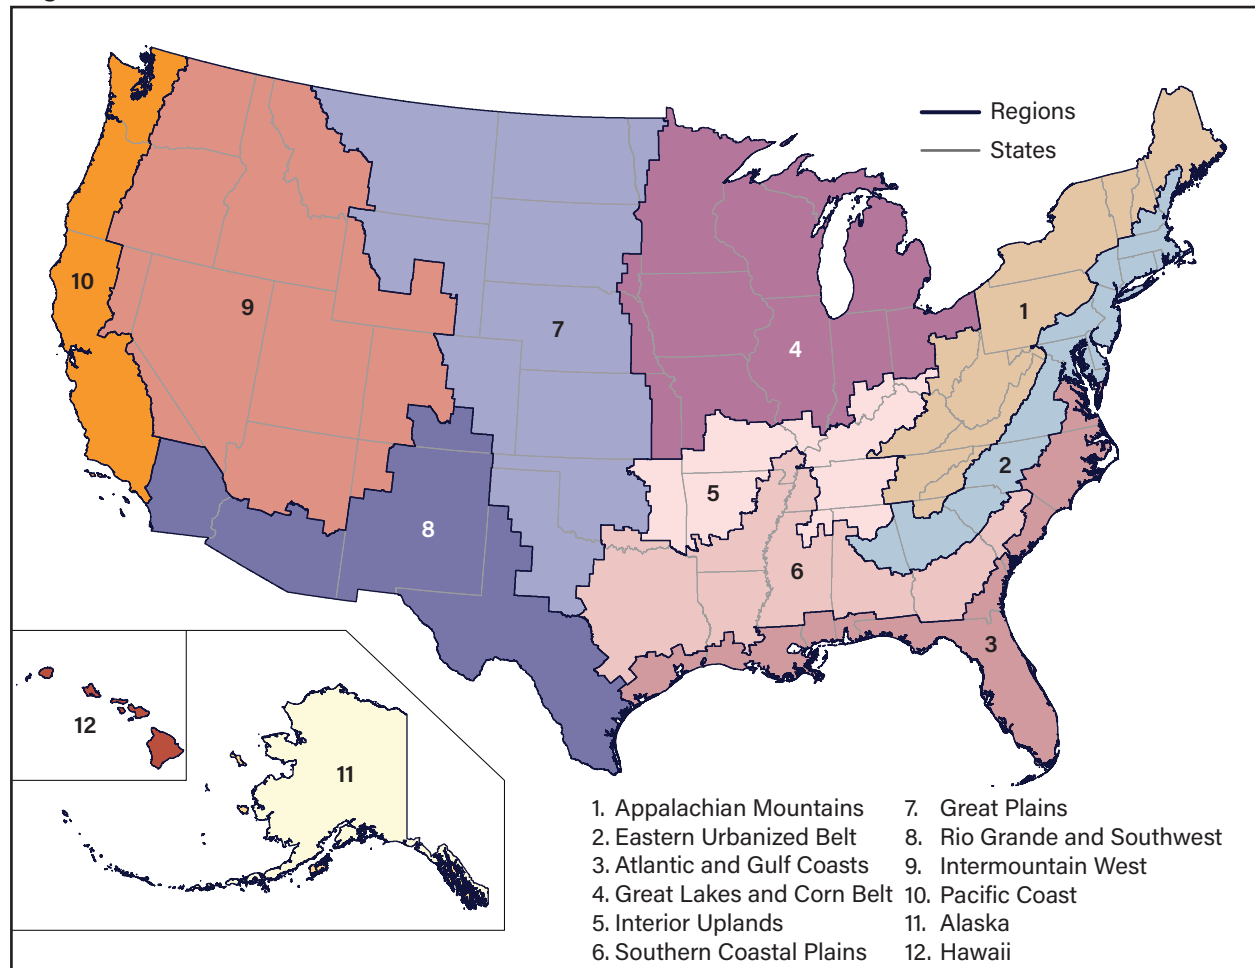 Regions
States
10
9
7
4
1
2
5
8
6
3
12
11
1. Appalachian Mountains
2. Eastern Urbanized Belt
3. Atlantic and Gulf Coasts
4. Great Lakes and Corn Belt
5. Interior Uplands
6. Southern Coastal Plains
7. Great Plains
8. Rio Grande and Southwest
9. Intermountain West
10. Pacific Coast
11. Alaska
12. Hawaii